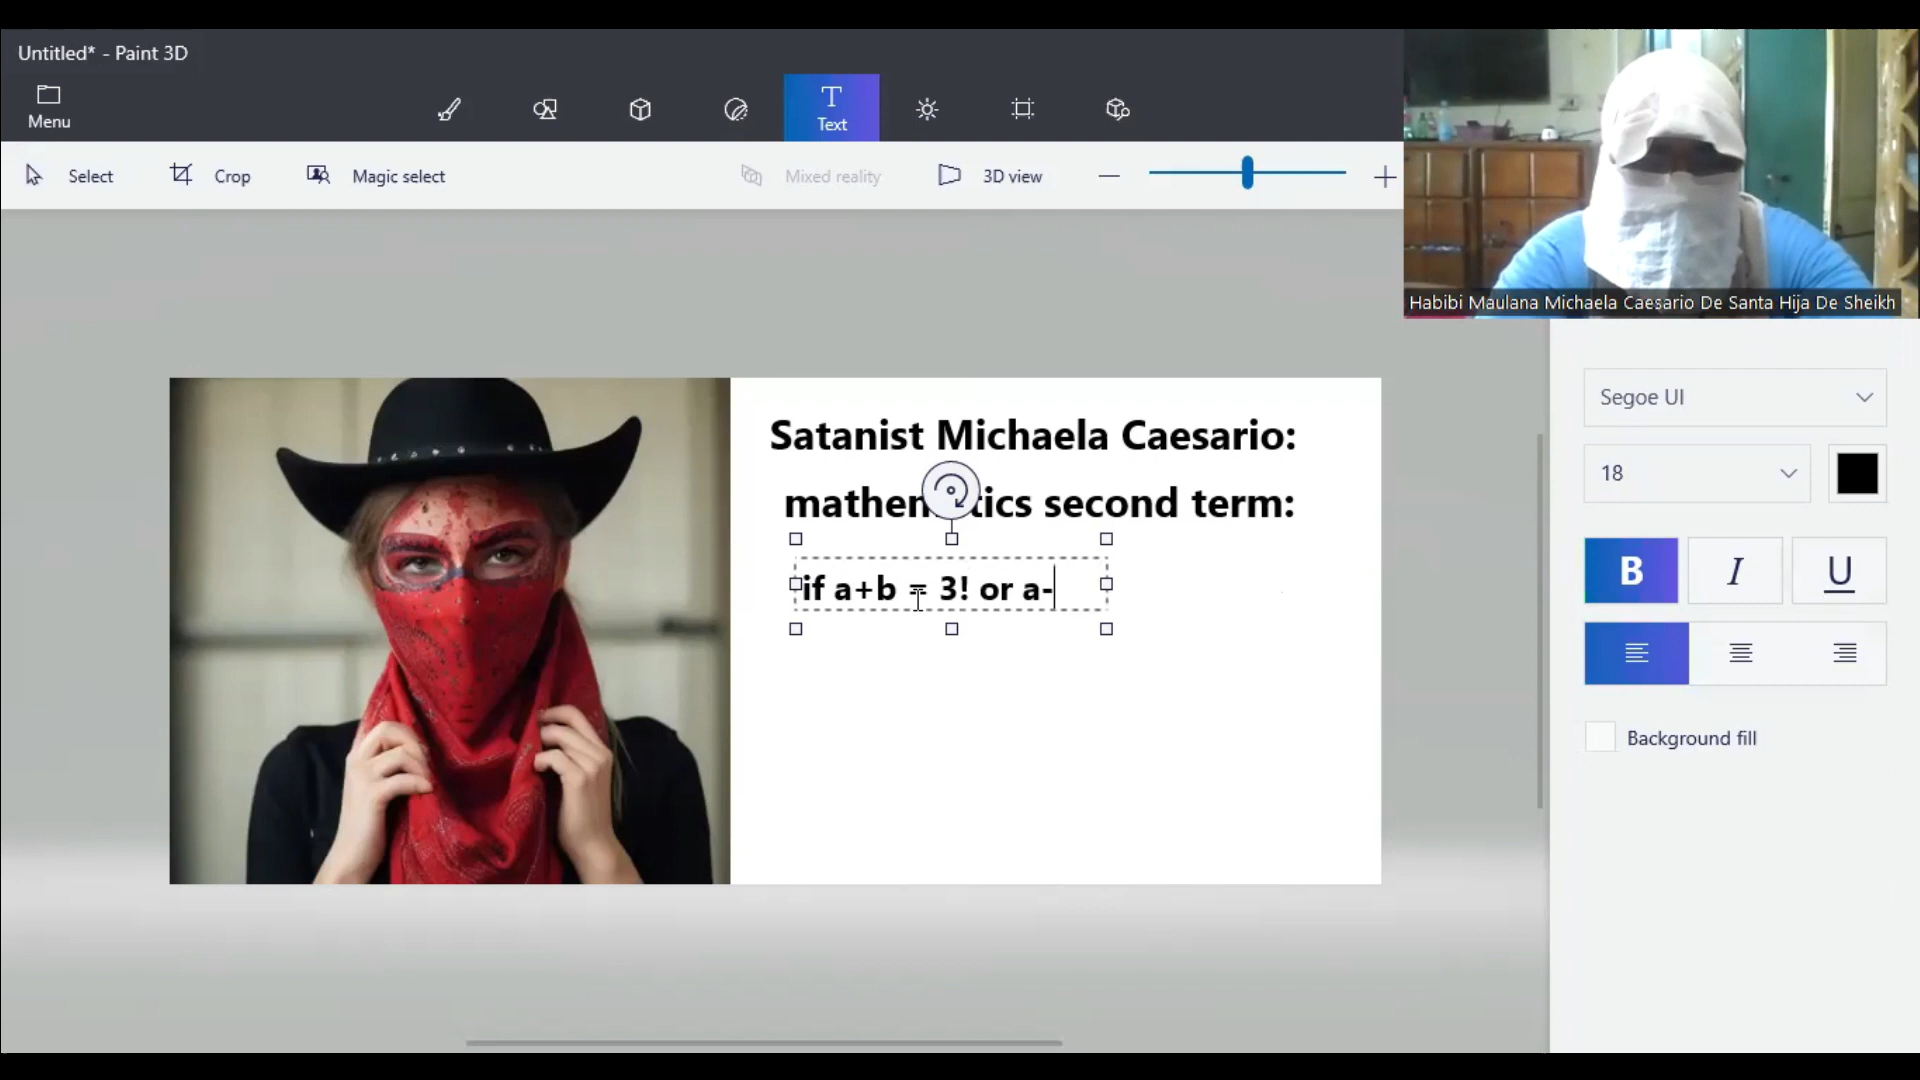 Untitled* - Paint 3D
Menu
Text
Select
Crop
Magic select
Mixed reality
3D view
Habibi Maulana Michaela Caesario De Santa Hija De Sheikh
Satanist Michaela Caesario:
mathen tics second term:
if a+b = 3! or a-
Segoe UI
18
B
I
U
Background fill